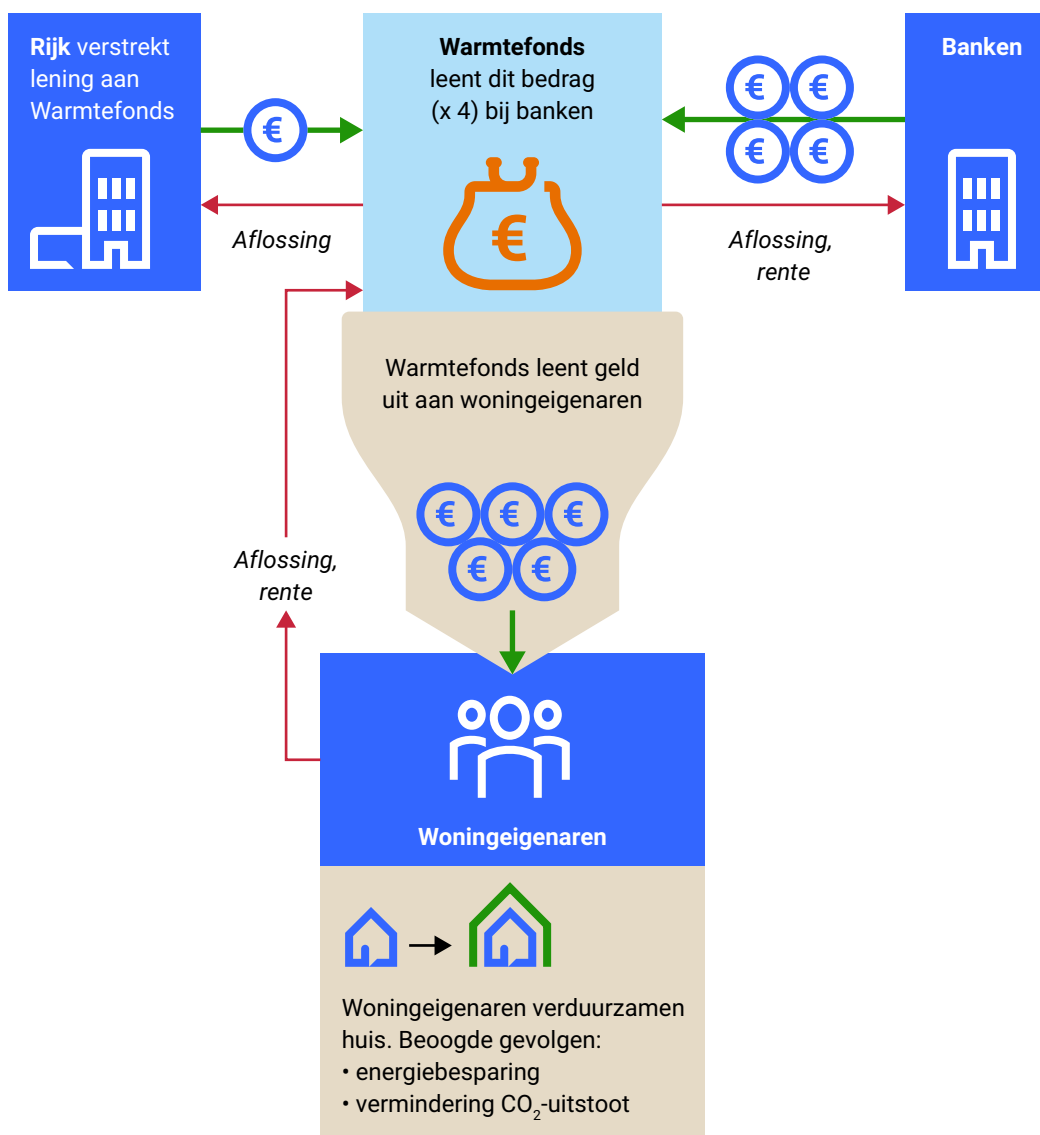 Rijk verstrekt
lening aan
Warmtefonds
€
Warmtefonds
leent dit bedrag
(x 4) bij banken
€
€ €
€ €
Banken
Aflossing
Aflossing,
rente
Warmtefonds leent geld
uit aan woningeigenaren
€ € €
€ €
Aflossing,
rente
Woningeigenaren
Woningeigenaren verduurzamen
huis. Beoogde gevolgen:
• energiebesparing
• vermindering CO₂-uitstoot